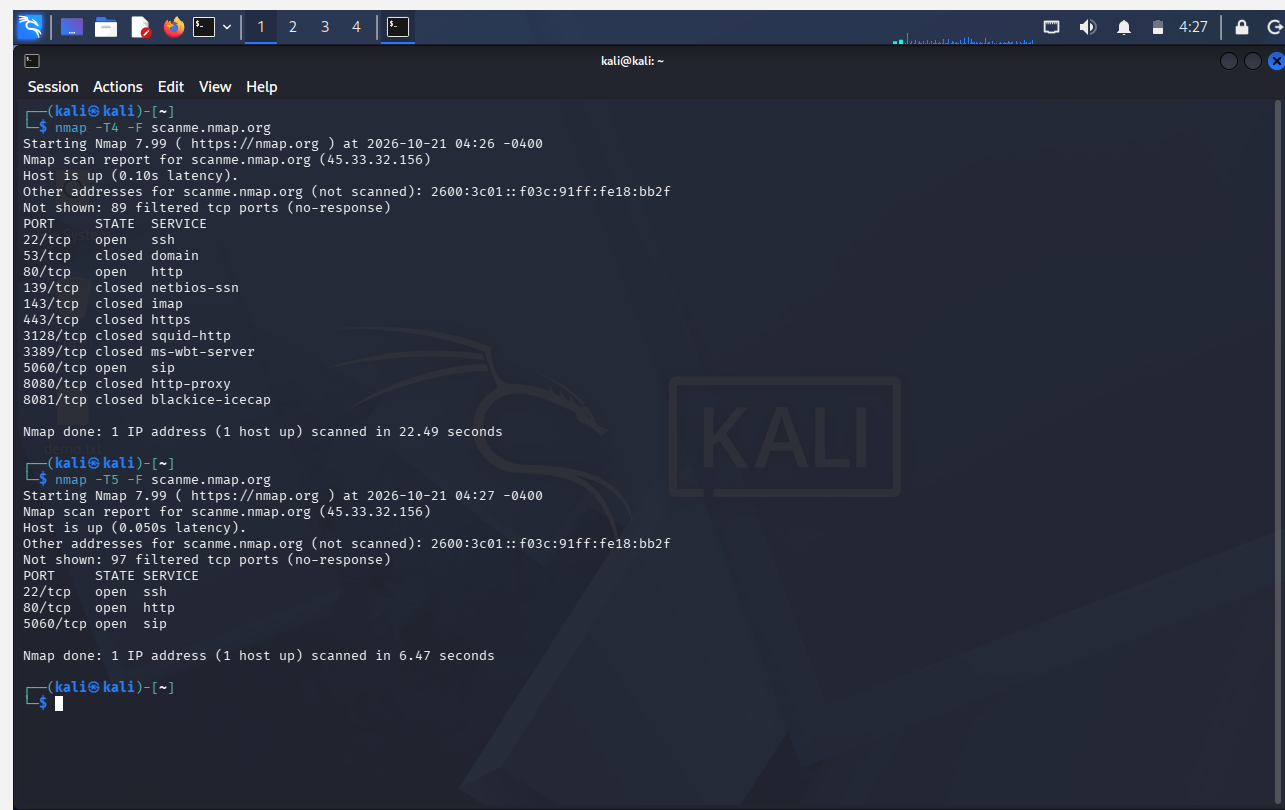 1 2 3 4 4:27
kali@kali: ~
Session Actions Edit View Help
┌──(kali㉿kali)-[~]
└─$ nmap -T4 -F scanme.nmap.org
Starting Nmap 7.99 ( https://nmap.org ) at 2026-10-21 04:26 -0400
Nmap scan report for scanme.nmap.org (45.33.32.156)
Host is up (0.10s latency).
Other addresses for scanme.nmap.org (not scanned): 2600:3c01::f03c:91ff:fe18:bb2f
Not shown: 89 filtered tcp ports (no-response)
PORT     STATE  SERVICE
22/tcp   open   ssh
53/tcp   closed domain
80/tcp   open   http
139/tcp  closed netbios-ssn
143/tcp  closed imap
443/tcp  closed https
3128/tcp closed squid-http
3389/tcp closed ms-wbt-server
5060/tcp open   sip
8080/tcp closed http-proxy
8081/tcp closed blackice-icecap
Nmap done: 1 IP address (1 host up) scanned in 22.49 seconds
KALI
┌──(kali㉿kali)-[~]
└─$ nmap -T5 -F scanme.nmap.org
Starting Nmap 7.99 ( https://nmap.org ) at 2026-10-21 04:27 -0400
Nmap scan report for scanme.nmap.org (45.33.32.156)
Host is up (0.050s latency).
Other addresses for scanme.nmap.org (not scanned): 2600:3c01::f03c:91ff:fe18:bb2f
Not shown: 97 filtered tcp ports (no-response)
PORT     STATE SERVICE
22/tcp   open  ssh
80/tcp   open  http
5060/tcp open  sip
Nmap done: 1 IP address (1 host up) scanned in 6.47 seconds
┌──(kali㉿kali)-[~]
└─$